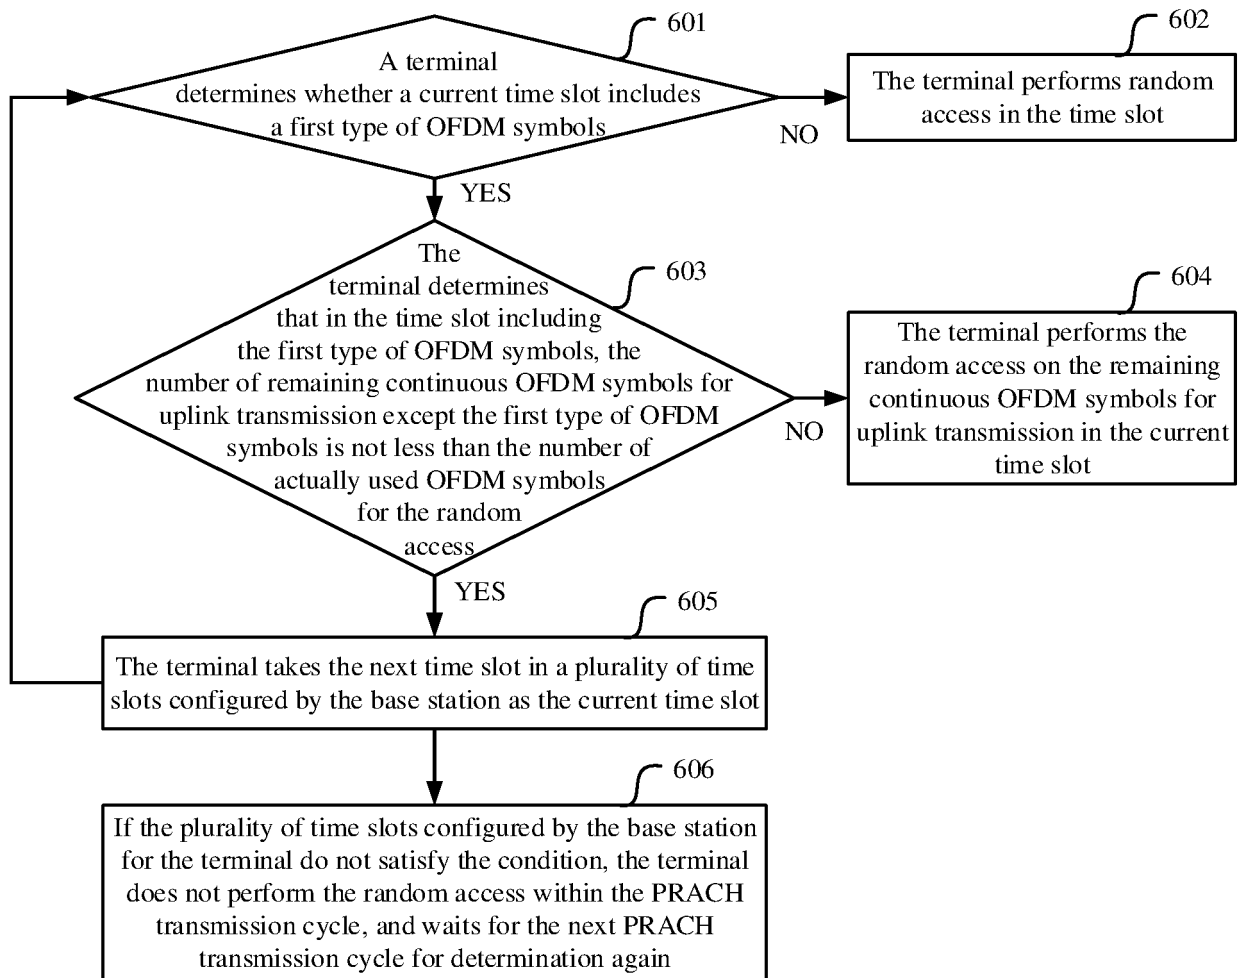 601
A terminal
determines whether a current time slot includes
a first type of OFDM symbols
NO
602
The terminal performs random
access in the time slot
YES
603
The
terminal determines
that in the time slot including
the first type of OFDM symbols, the
number of remaining continuous OFDM symbols for
uplink transmission except the first type of OFDM
symbols is not less than the number of
actually used OFDM symbols
for the random
access
NO
604
The terminal performs the
random access on the remaining
continuous OFDM symbols for
uplink transmission in the current
time slot
YES
605
The terminal takes the next time slot in a plurality of time
slots configured by the base station as the current time slot
606
If the plurality of time slots configured by the base station
for the terminal do not satisfy the condition, the terminal
does not perform the random access within the PRACH
transmission cycle, and waits for the next PRACH
transmission cycle for determination again